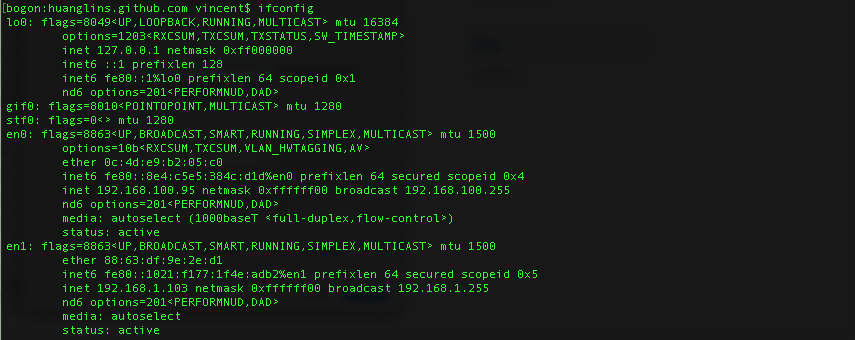 [bogon:huanglins.github.com vincent$ ifconfig
lo0: flags=8049<UP,LOOPBACK,RUNNING,MULTICAST> mtu 16384
options=1203<RXCSUM,TXCSUM,TXSTATUS,SW_TIMESTAMP>
inet 127.0.0.1 netmask 0xff000000
inet6 ::1 prefixlen 128
inet6 fe80::1%lo0 prefixlen 64 scopeid 0x1
nd6 options=201<PERFORMNUD,DAD>
gif0: flags=8010<POINTOPOINT,MULTICAST> mtu 1280
stf0: flags=0<> mtu 1280
en0: flags=8863<UP,BROADCAST,SMART,RUNNING,SIMPLEX,MULTICAST> mtu 1500
options=10b<RXCSUM,TXCSUM,VLAN_HWTAGGING,AV>
ether 0c:4d:e9:b2:05:c0
inet6 fe80::8e4:c5e5:384c:d1d%en0 prefixlen 64 secured scopeid 0x4
inet 192.168.100.95 netmask 0xffffff00 broadcast 192.168.100.255
nd6 options=201<PERFORMNUD,DAD>
media: autoselect (1000baseT <full-duplex,flow-control>)
status: active
en1: flags=8863<UP,BROADCAST,SMART,RUNNING,SIMPLEX,MULTICAST> mtu 1500
ether 88:63:df:9e:2e:d1
inet6 fe80::1021:f177:1f4e:adb2%en1 prefixlen 64 secured scopeid 0x5
inet 192.168.1.103 netmask 0xffffff00 broadcast 192.168.1.255
nd6 options=201<PERFORMNUD,DAD>
media: autoselect
status: active